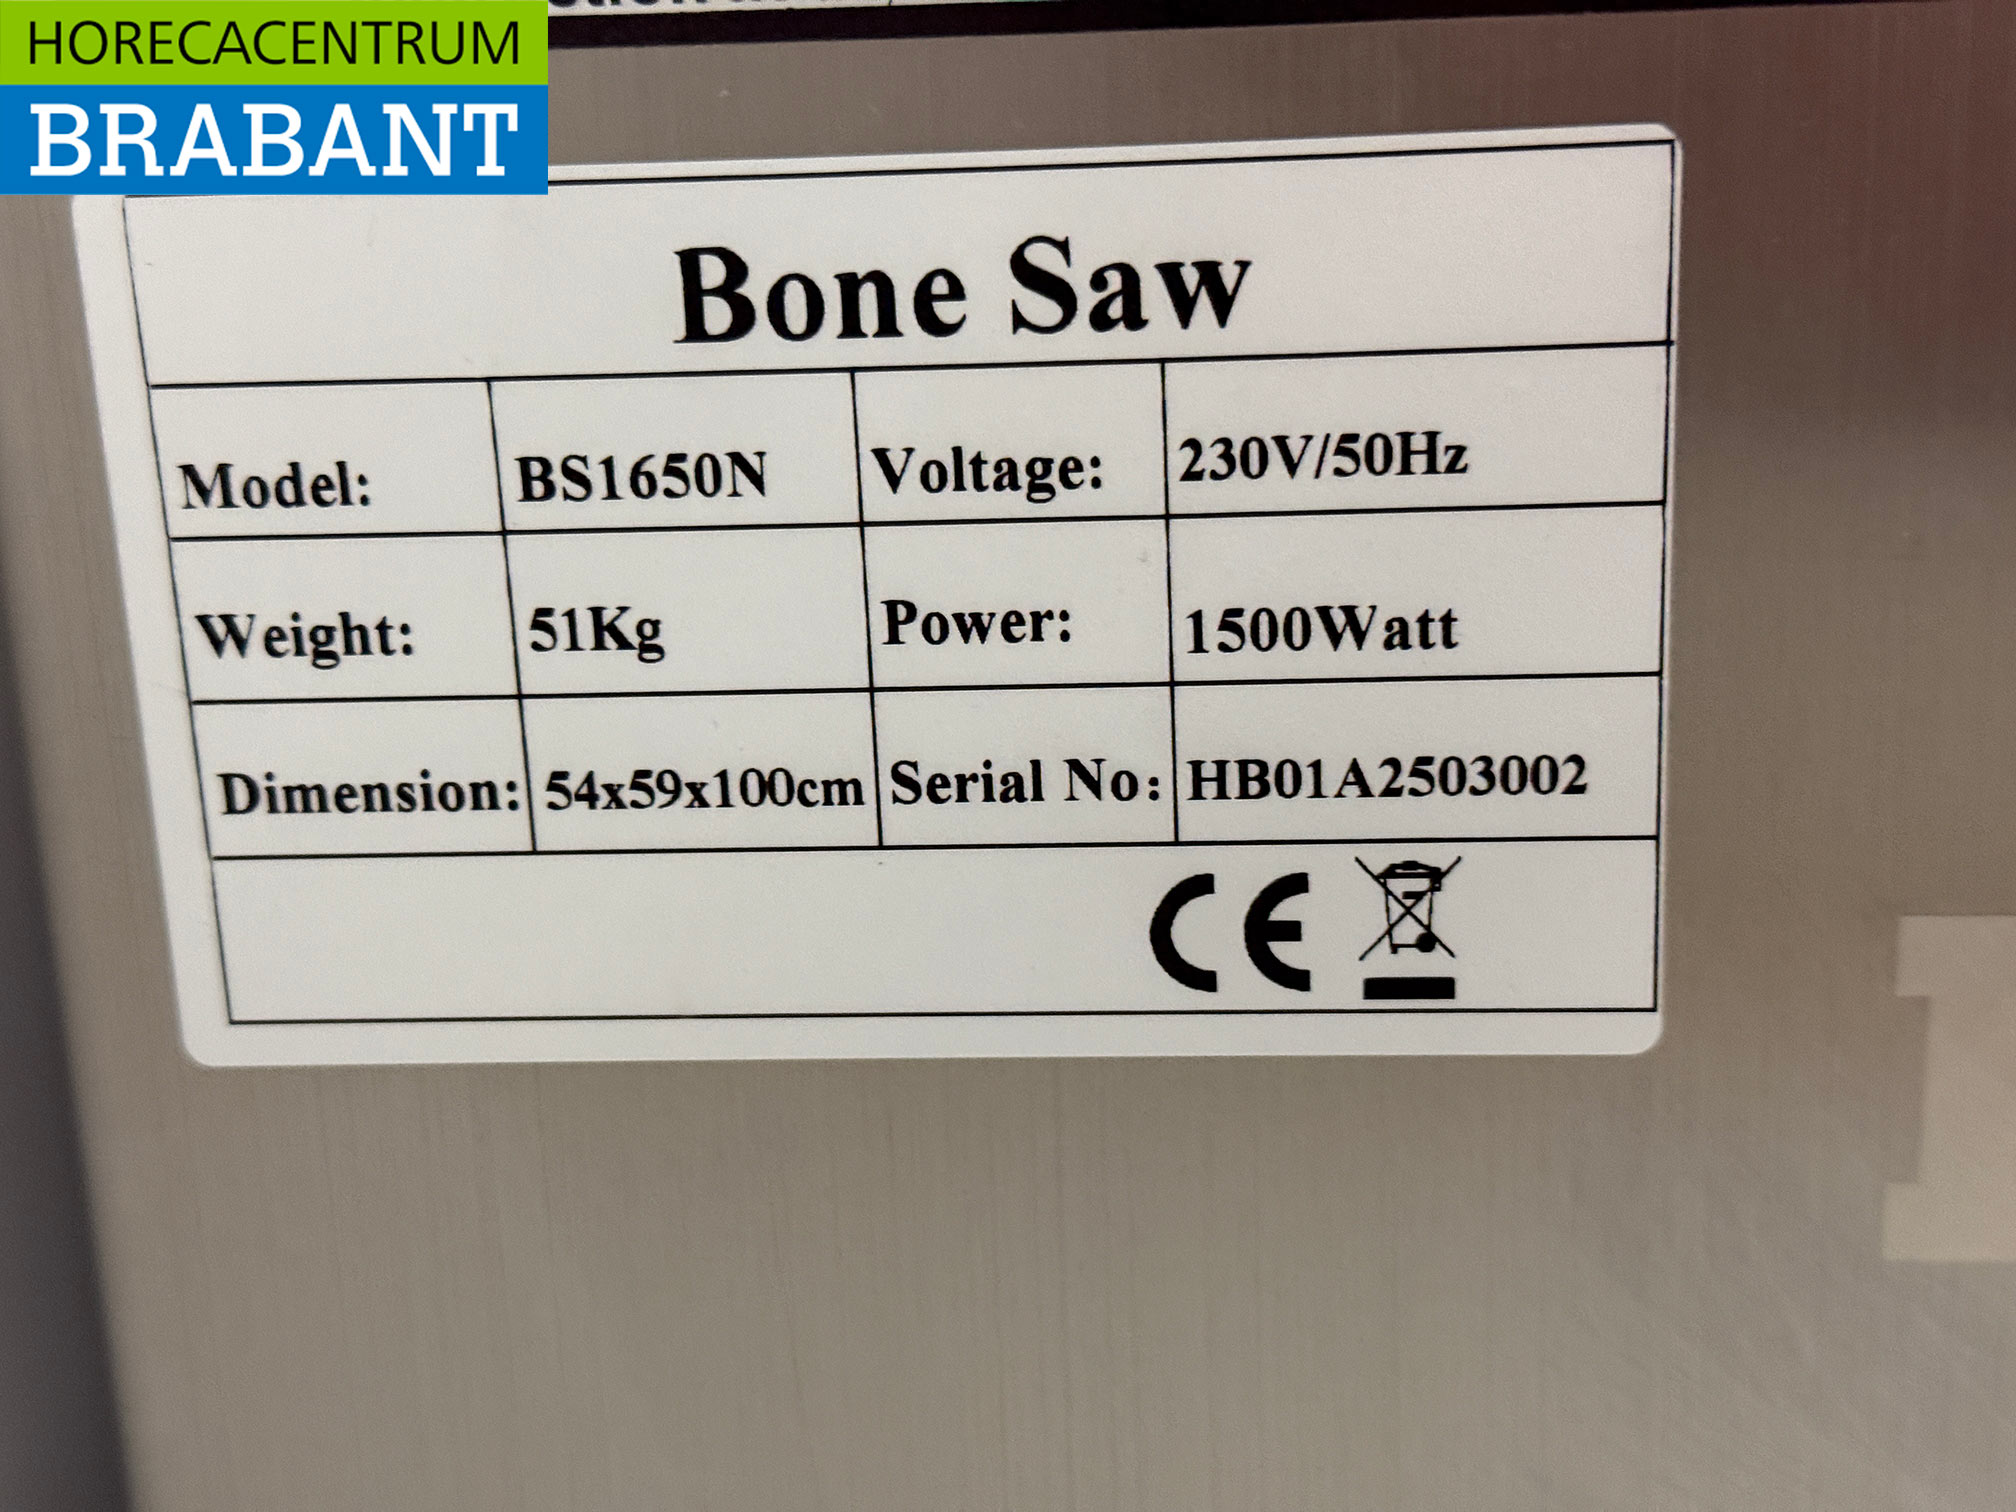 HORECACENTRUM
BRABANT
Bone Saw
Model: BS1650N Voltage: 230V/50Hz
Weight: 51Kg Power: 1500Watt
Dimension: 54x59x100cm Serial No: HB01A2503002
CE